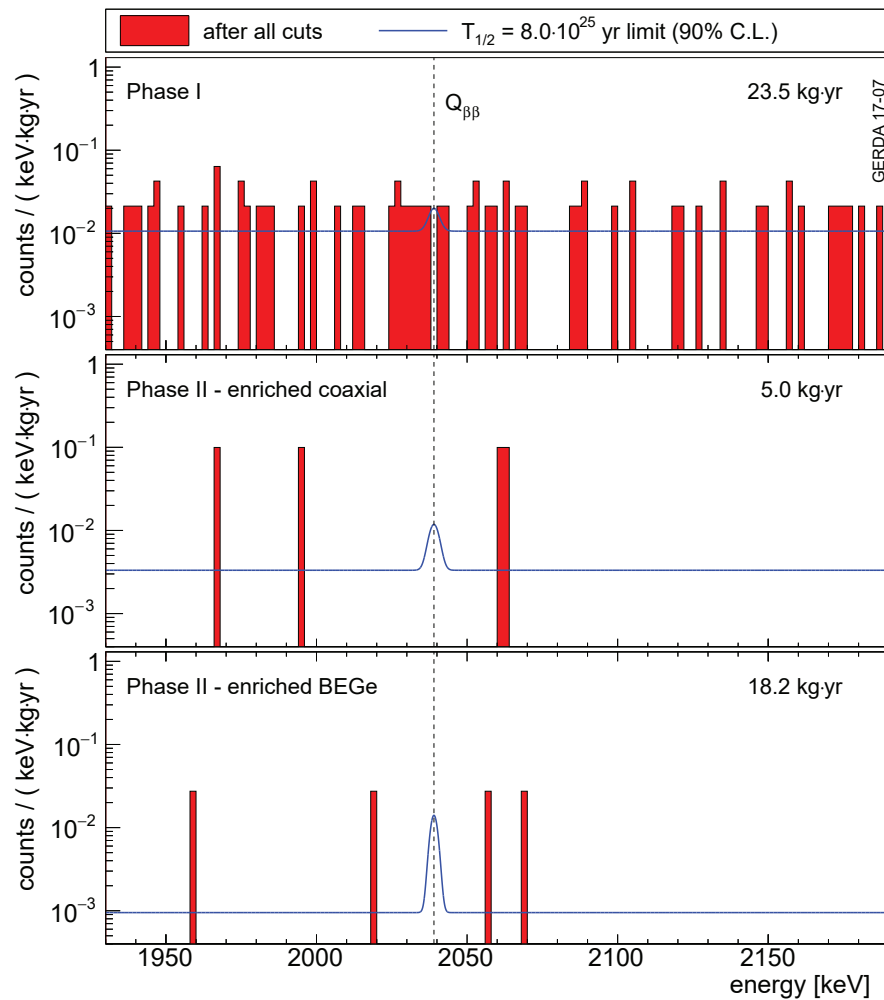 after all cuts
T1/2 = 8.0·10^25 yr limit (90% C.L.)
1
10^−1
10^−2
10^−3
counts / ( keV·kg·yr )
Phase I
Qββ
23.5 kg·yr
GERDA 17-07
1
10^−1
10^−2
10^−3
counts / ( keV·kg·yr )
Phase II - enriched coaxial
5.0 kg·yr
1
10^−1
10^−2
10^−3
counts / ( keV·kg·yr )
Phase II - enriched BEGe
18.2 kg·yr
1950 2000 2050 2100 2150
energy [keV]